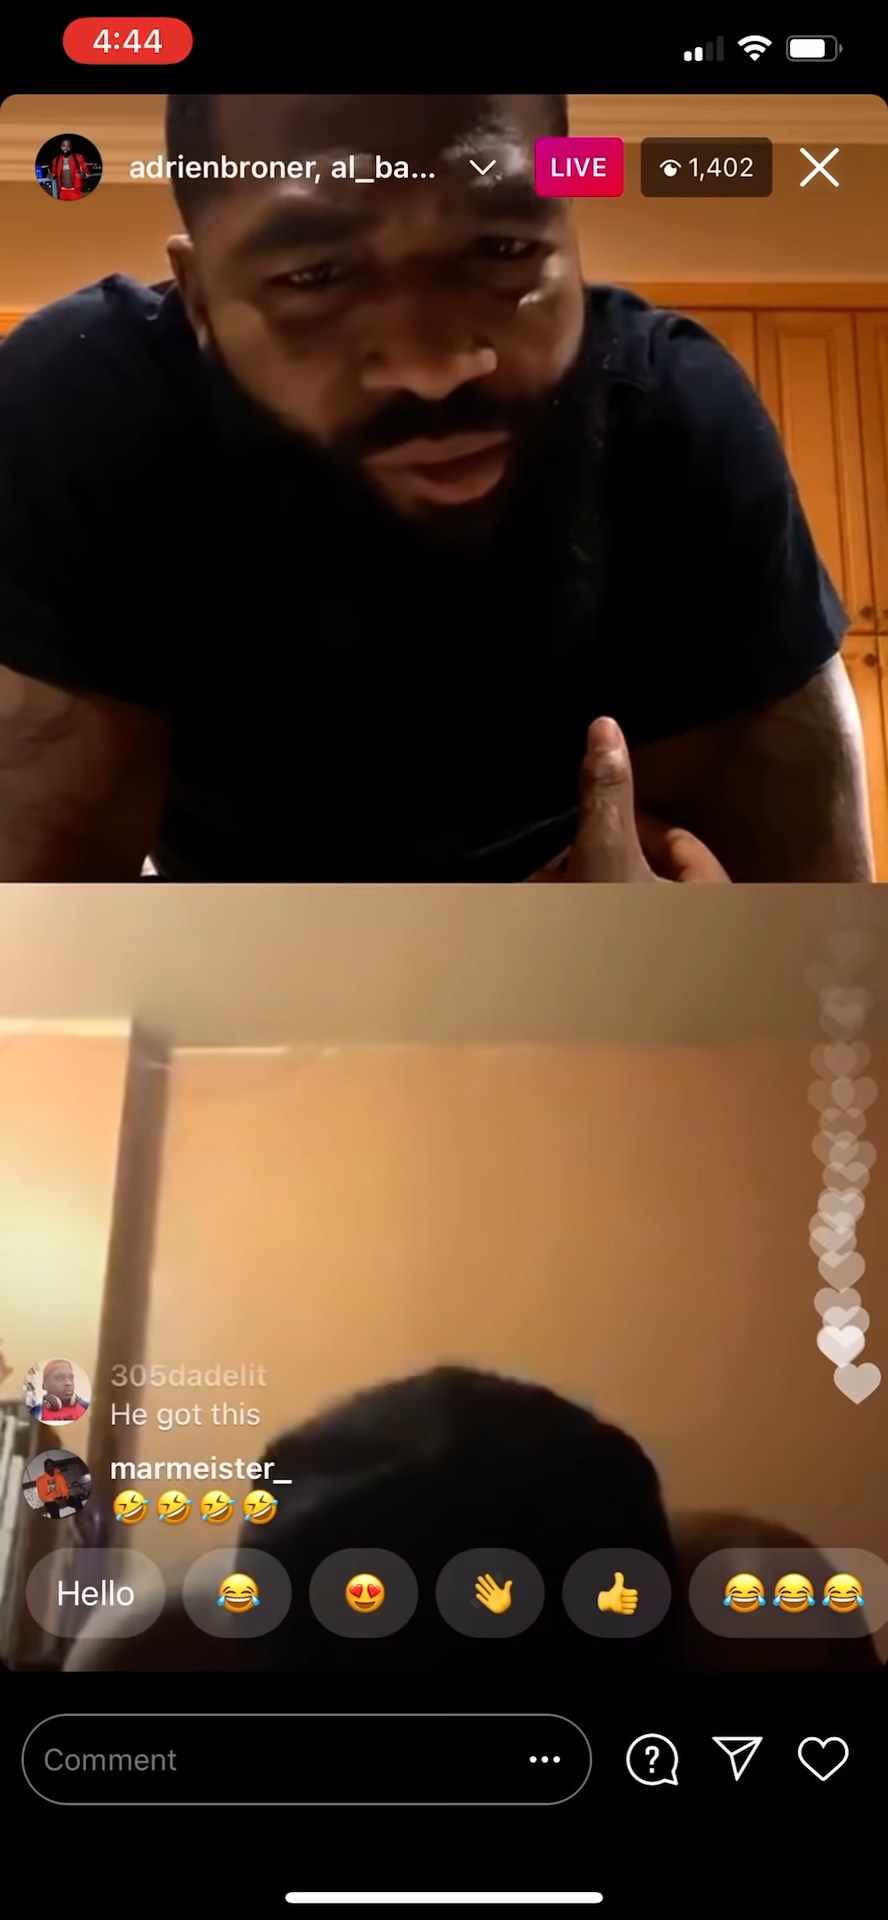 4:44
adrienbroner, al_ba...
LIVE
1,402
305dadelit
He got this
marmeister_
🤣🤣🤣🤣
Hello 😂 😍 👋 👍 😂😂😂
Comment